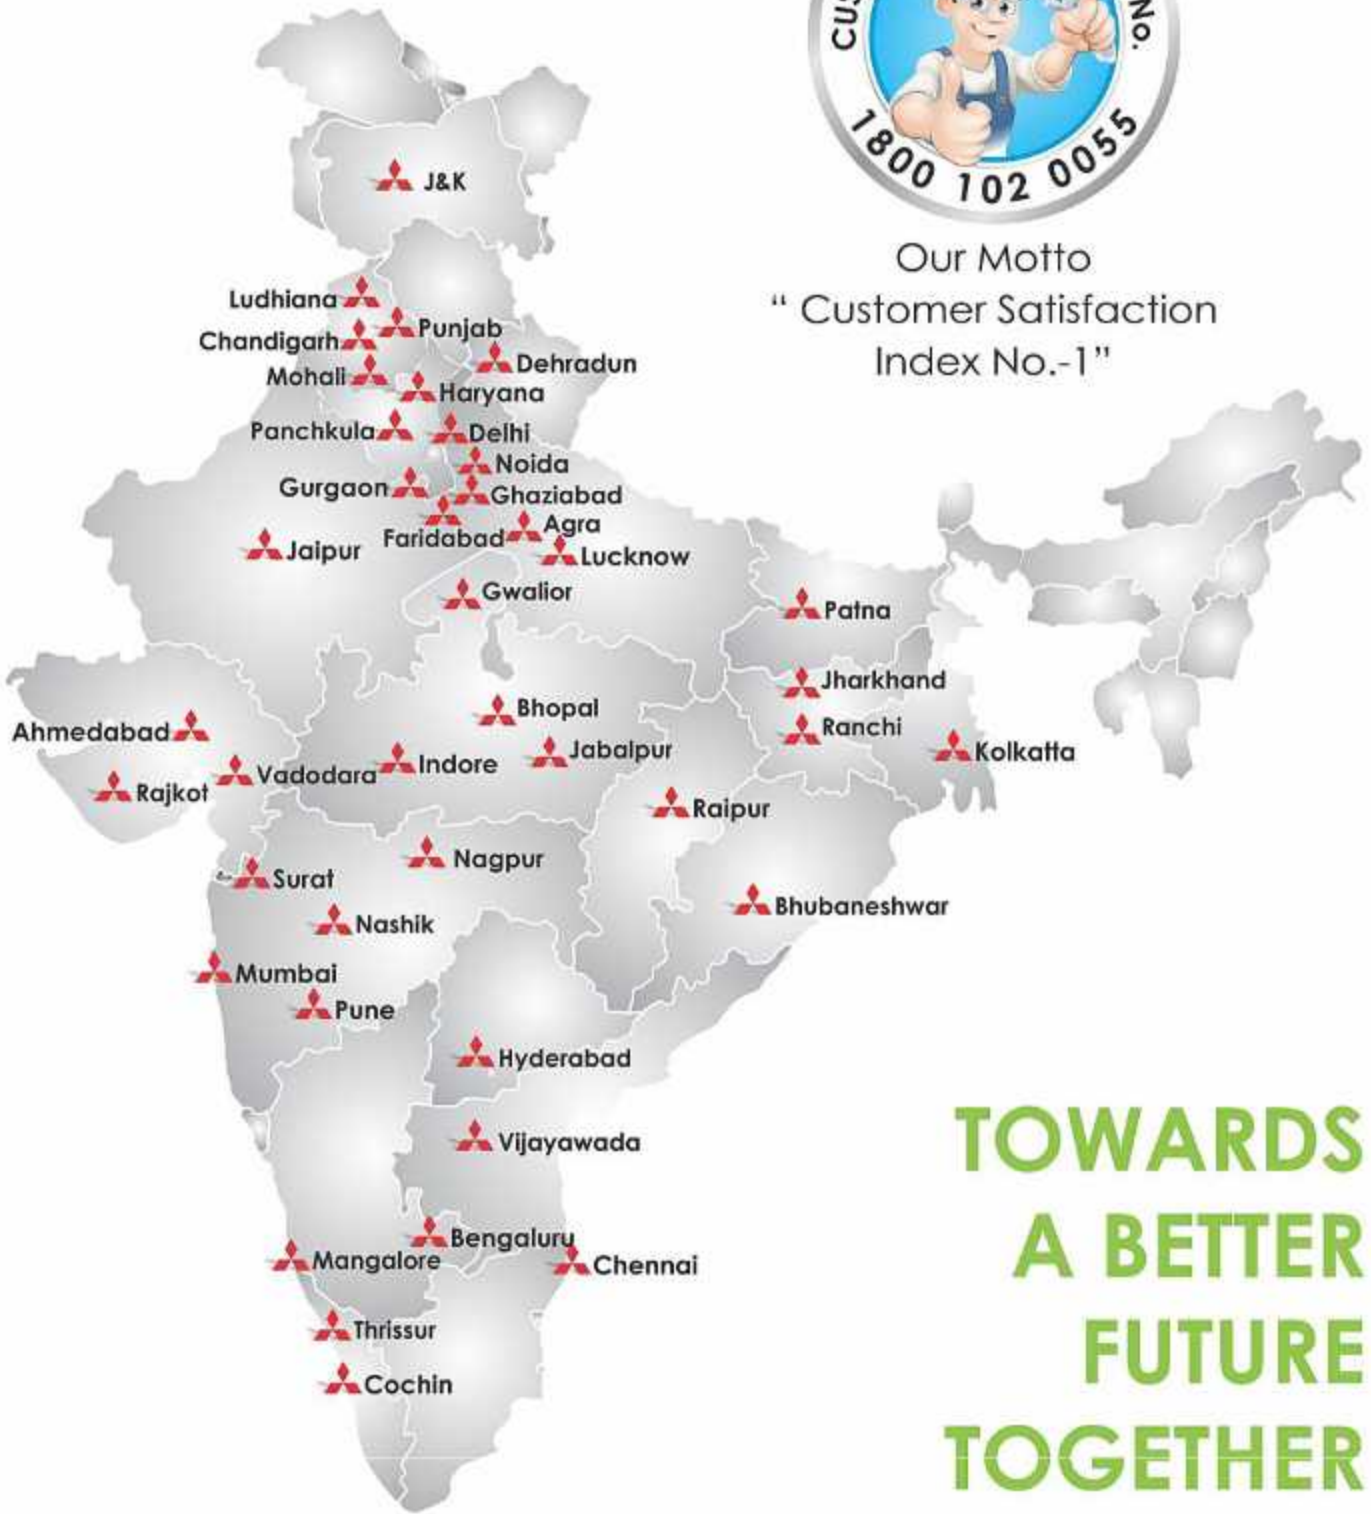 No.
1800 102 0055
Our Motto
“ Customer Satisfaction
Index No.-1”
J&K
Ludhiana
Punjab
Chandigarh
Dehradun
Mohali
Haryana
Panchkula
Delhi
Noida
Gurgaon
Ghaziabad
Agra
Faridabad
Jaipur
Lucknow
Gwalior
Patna
Jharkhand
Bhopal
Ranchi
Ahmedabad
Jabalpur
Kolkatta
Indore
Vadodara
Rajkot
Raipur
Nagpur
Surat
Bhubaneshwar
Nashik
Mumbai
Pune
Hyderabad
Vijayawada
Bengaluru
Mangalore
Chennai
Thrissur
Cochin
TOWARDS
A BETTER
FUTURE
TOGETHER